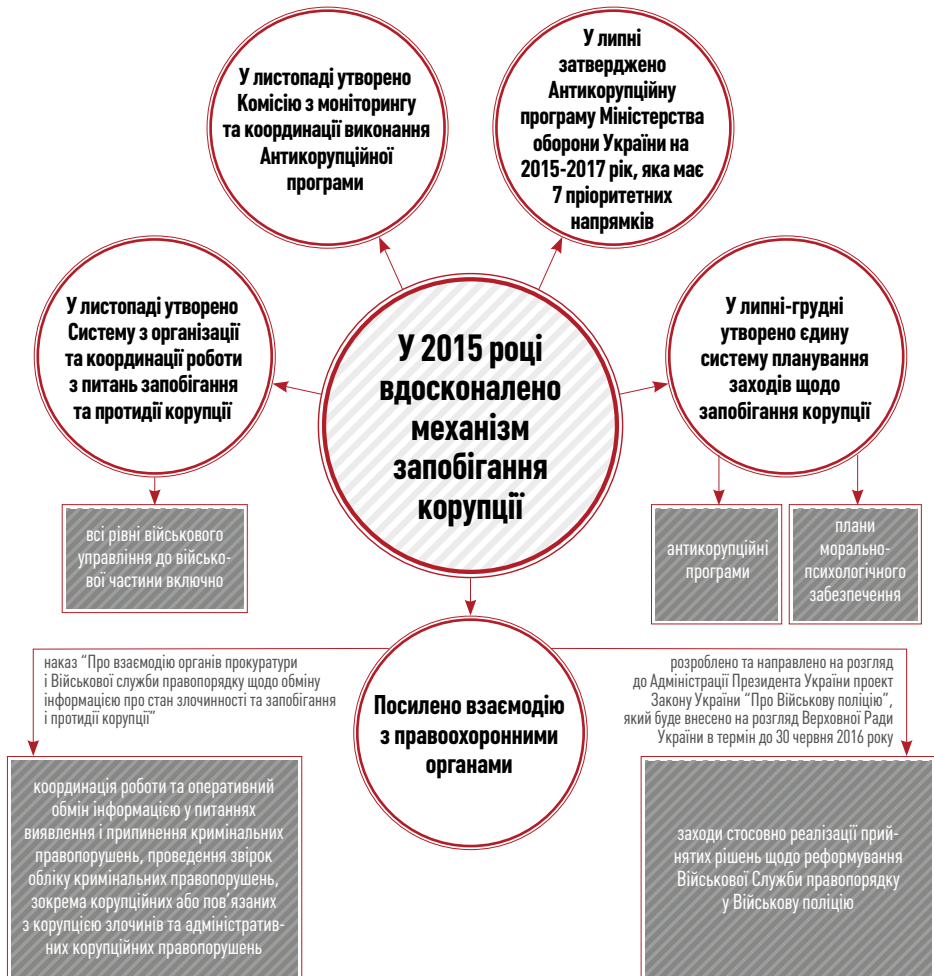 У листопаді утворено
Комісію з моніторингу
та координації виконання
Антикорупційної
програми
У липні
затверджено
Антикорупційну
програму Міністерства
оборони України на
2015-2017 рік, яка має
7 пріоритетних
напрямків
У листопаді утворено
Систему з організації
та координації роботи
з питань запобігання
та протидії корупції
У 2015 році
вдосконалено
механізм
запобігання
корупції
У липні-грудні
утворено єдину
систему планування
заходів щодо
запобігання корупції
всі рівні військового
управління до військо-
вої частини включно
антикорупційні
програми
плани
морально-
психологічного
забезпечення
наказ “Про взаємодію органів прокуратури
і Військової служби правопорядку щодо обміну
інформацією про стан злочинності та запобігання
і протидії корупції”
Посилено взаємодію
з правоохоронними
органами
розроблено та направлено на розгляд
до Адміністрації Президента України проект
Закону України “Про Військову поліцію”,
який буде внесено на розгляд Верховної Ради
України в термін до 30 червня 2016 року
координація роботи та оперативний
обмін інформацією у питаннях
виявлення і припинення кримінальних
правопорушень, проведення звірок
обліку кримінальних правопорушень,
зокрема корупційних або пов’язаних
з корупцією злочинів та адміністратив-
них корупційних правопорушень
заходи стосовно реалізації прий-
нятих рішень щодо реформування
Військової Служби правопорядку
у Військову поліцію